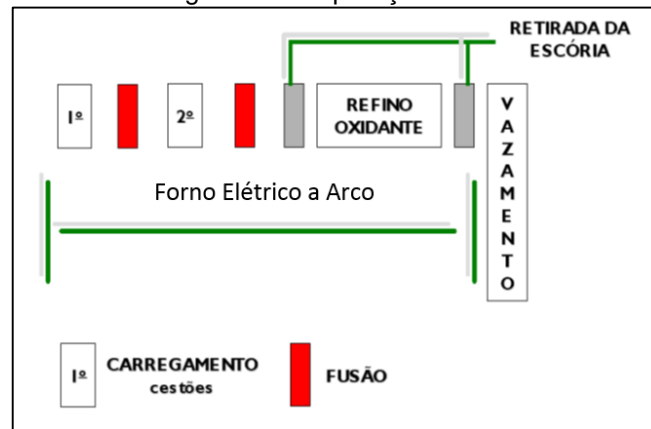 RETIRADA DA
ESCÓRIA
1º
2º
REFINO
OXIDANTE
V
A
Z
A
M
E
N
T
O
Forno Elétrico a Arco
1º
CARREGAMENTO
cestões
FUSÃO